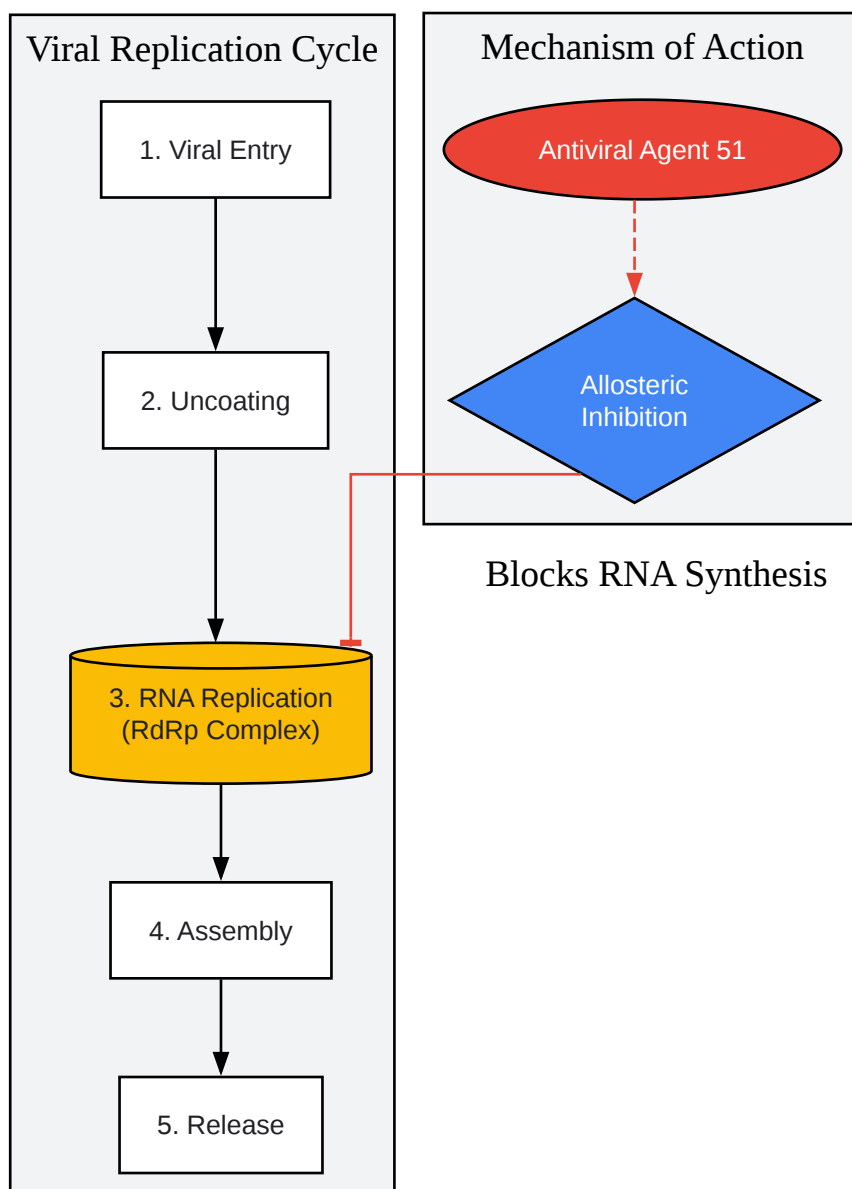 Viral Replication Cycle
1. Viral Entry
2. Uncoating
3. RNA Replication
(RdRp Complex)
4. Assembly
5. Release
Mechanism of Action
Antiviral Agent 51
Allosteric
Inhibition
Blocks RNA Synthesis